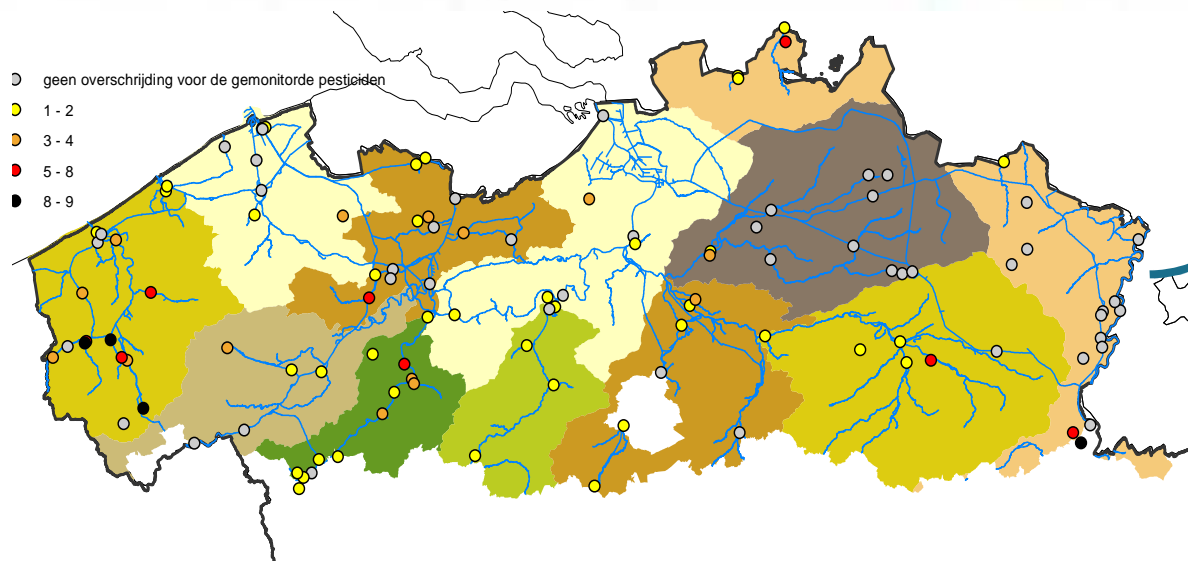 geen overschrijding voor de gemonitorde pesticiden
1 - 2
3 - 4
5 - 8
8 - 9